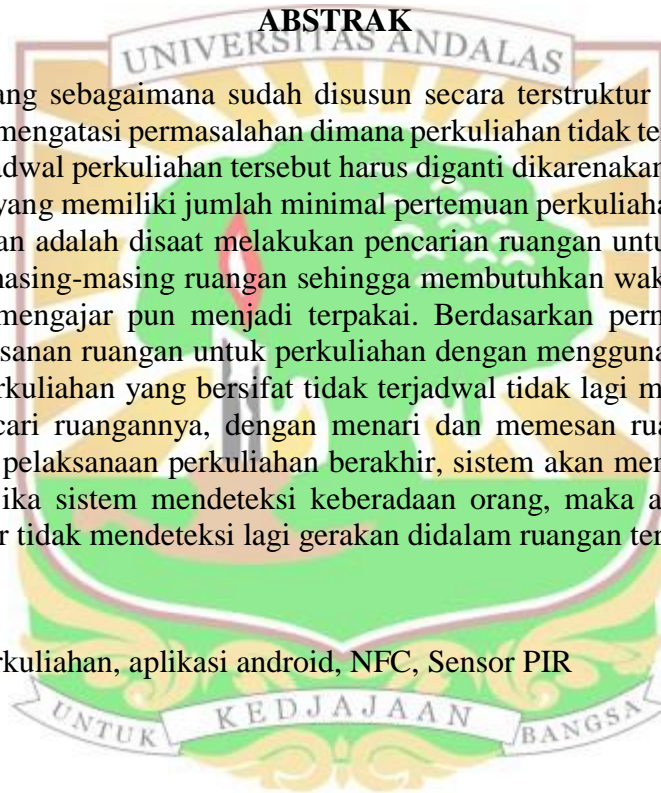 ABSTRAK
UNIVERSITAS ANDALAS
ang sebagaimana sudah disusun secara terstruktur
mengatasi permasalahan dimana perkuliahan tidak te
adwal perkuliahan tersebut harus diganti dikarenakan
yang memiliki jumlah minimal pertemuan perkuliaha
an adalah disaat melakukan pencarian ruangan untu
masing-masing ruangan sehingga membutuhkan wak
mengajar pun menjadi terpakai. Berdasarkan perm
sanan ruangan untuk perkuliahan dengan mengguna
rkuliahan yang bersifat tidak terjadwal tidak lagi m
cari ruangannya, dengan menari dan memesan rua
pelaksanaan perkuliahan berakhir, sistem akan men
ika sistem mendeteksi keberadaan orang, maka a
r tidak mendeteksi lagi gerakan didalam ruangan ter
rkuliahan, aplikasi android, NFC, Sensor PIR
UNTUK KEDJAJAAN BANGSA